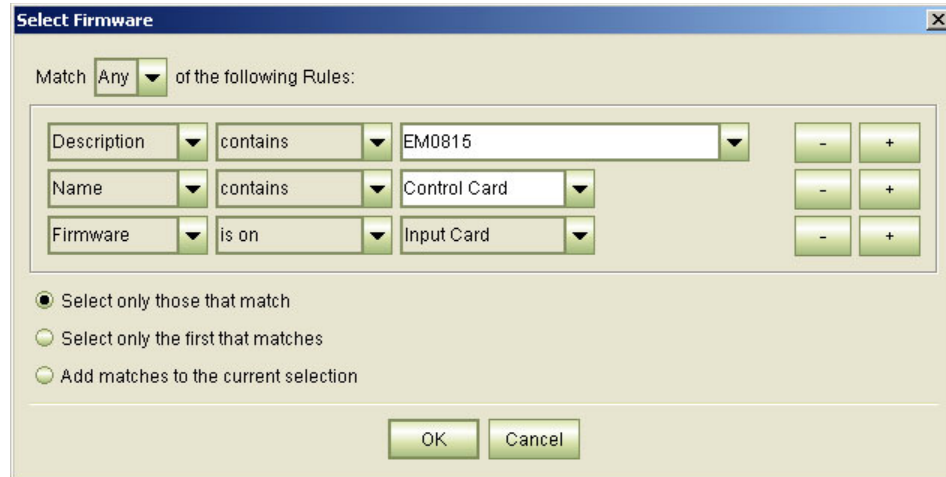 Select Firmware
Match Any of the following Rules:
Description contains EM0815 - +
Name contains Control Card - +
Firmware is on Input Card - +
Select only those that match
Select only the first that matches
Add matches to the current selection
OK Cancel